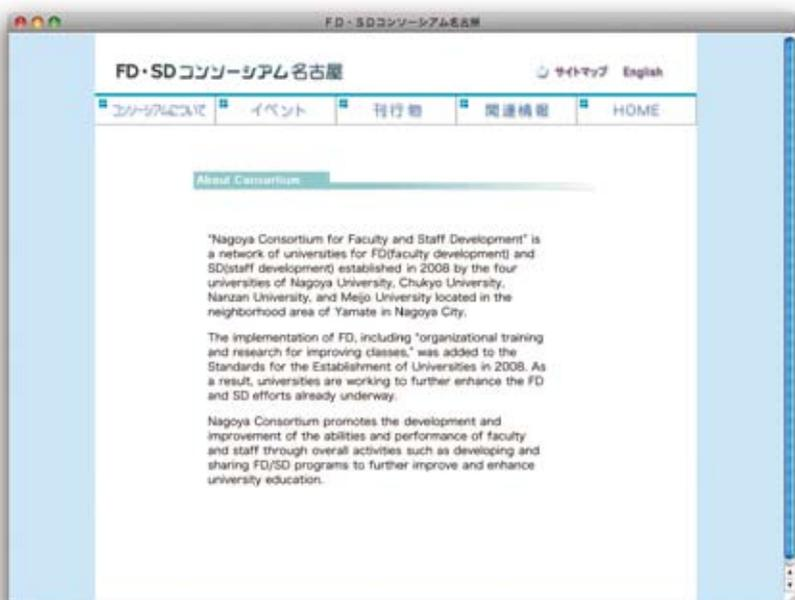 FD・SDコンソーシアム名古屋
FD・SDコンソーシアム名古屋
サイトマップ English
コンソーシアムについて イベント 刊行物 関連情報 HOME
About Consortium
"Nagoya Consortium for Faculty and Staff Development" is
a network of universities for FD(faculty development) and
SD(staff development) established in 2008 by the four
universities of Nagoya University, Chukyo University,
Nanzan University, and Meijo University located in the
neighborhood area of Yamate in Nagoya City.
The implementation of FD, including "organizational training
and research for improving classes," was added to the
Standards for the Establishment of Universities in 2008. As
a result, universities are working to further enhance the FD
and SD efforts already underway.
Nagoya Consortium promotes the development and
improvement of the abilities and performance of faculty
and staff through overall activities such as developing and
sharing FD/SD programs to further improve and enhance
university education.